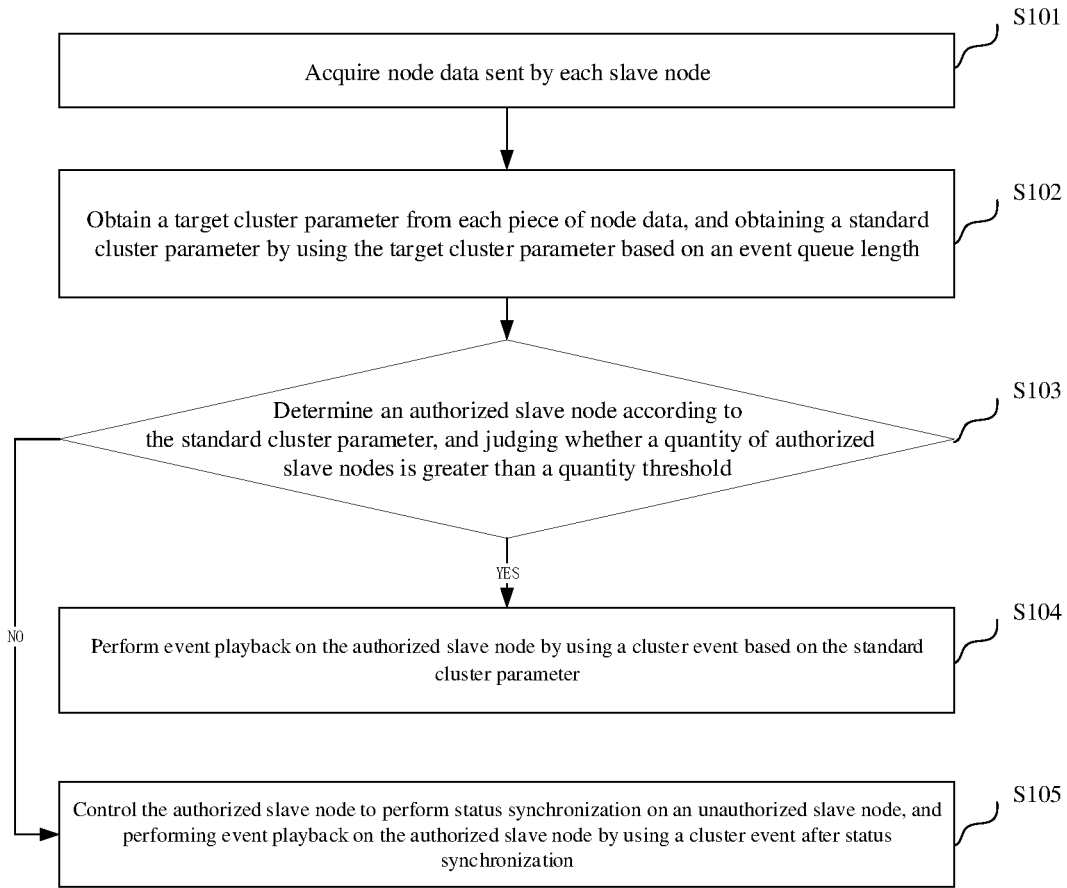 S101
Acquire node data sent by each slave node
S102
Obtain a target cluster parameter from each piece of node data, and obtaining a standard
cluster parameter by using the target cluster parameter based on an event queue length
S103
Determine an authorized slave node according to
the standard cluster parameter, and judging whether a quantity of authorized
slave nodes is greater than a quantity threshold
YES
NO
S104
Perform event playback on the authorized slave node by using a cluster event based on the standard
cluster parameter
S105
Control the authorized slave node to perform status synchronization on an unauthorized slave node, and
performing event playback on the authorized slave node by using a cluster event after status
synchronization